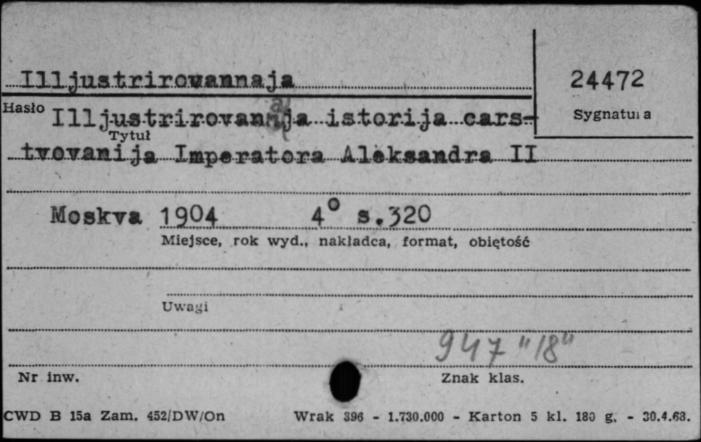 Illjustrirovannaja
24472
Hasło
Sygnatura
Illjustrirovannaja istorija cars-
Tytuł
tvovanija Imperatora Aleksandra II
Moskva 1904 4° s.320
Miejsce, rok wyd., nakładca, format, objętość
Uwagi
947 "18"
Nr inw.
Znak klas.
CWD B 15a Zam. 452/DW/On
Wrak 396 - 1.730.000 - Karton 5 kl. 180 g. - 30.4.63.